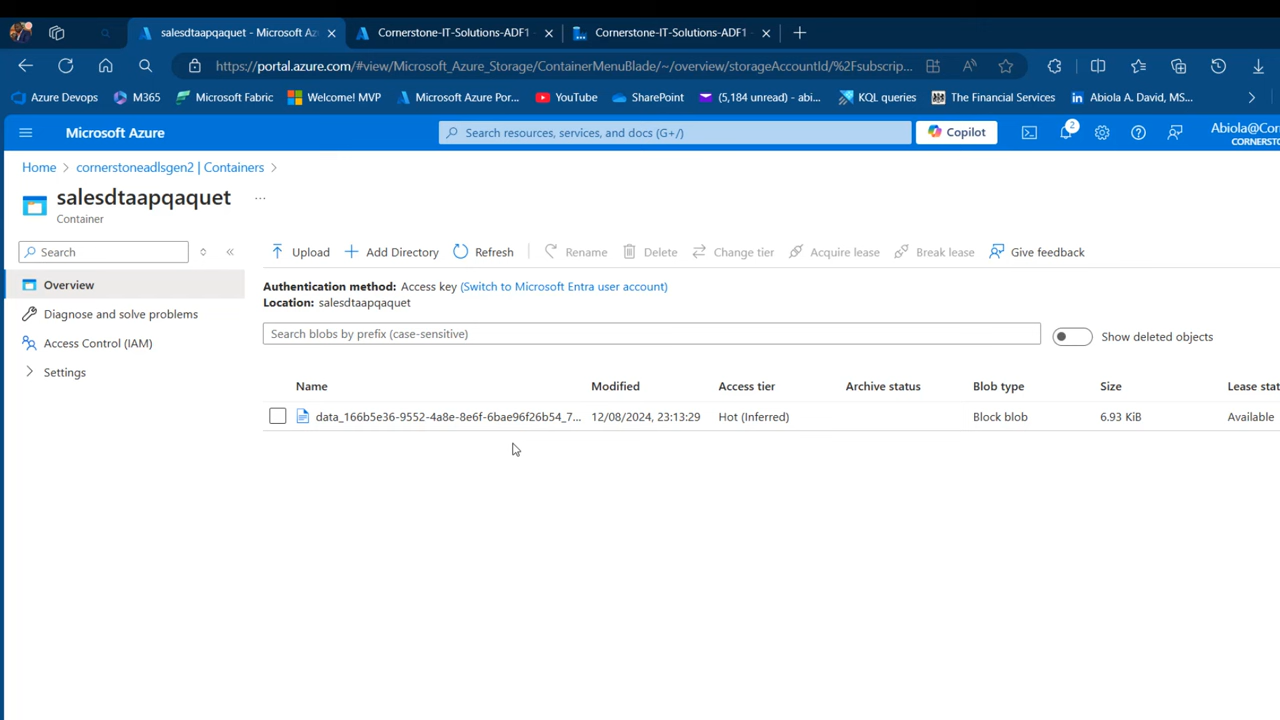 salesdtaapqaquet - Microsoft Az
Cornerstone-IT-Solutions-ADF1
Cornerstone-IT-Solutions-ADF1
https://portal.azure.com/#view/Microsoft_Azure_Storage/ContainerMenuBlade/~/overview/storageAccountId/%2Fsubscrip...
Azure Devops
M365
Microsoft Fabric
Welcome! MVP
Microsoft Azure Por...
YouTube
SharePoint
(5,184 unread) - abi...
KQL queries
The Financial Services
Abiola A. David, MS...
Microsoft Azure
Search resources, services, and docs (G+/)
Copilot
2
Abiola@Cor
CORNERSTO
Home > cornerstoneadlsgen2 | Containers >
salesdtaapqaquet ...
Container
Search
Upload
Add Directory
Refresh
Rename
Delete
Change tier
Acquire lease
Break lease
Give feedback
Overview
Diagnose and solve problems
Access Control (IAM)
Settings
Authentication method: Access key (Switch to Microsoft Entra user account)
Location: salesdtaapqaquet
Search blobs by prefix (case-sensitive)
Show deleted objects
Name Modified Access tier Archive status Blob type Size Lease stat
data_166b5e36-9552-4a8e-8e6f-6bae96f26b54_7... 12/08/2024, 23:13:29 Hot (Inferred) Block blob 6.93 KiB Available